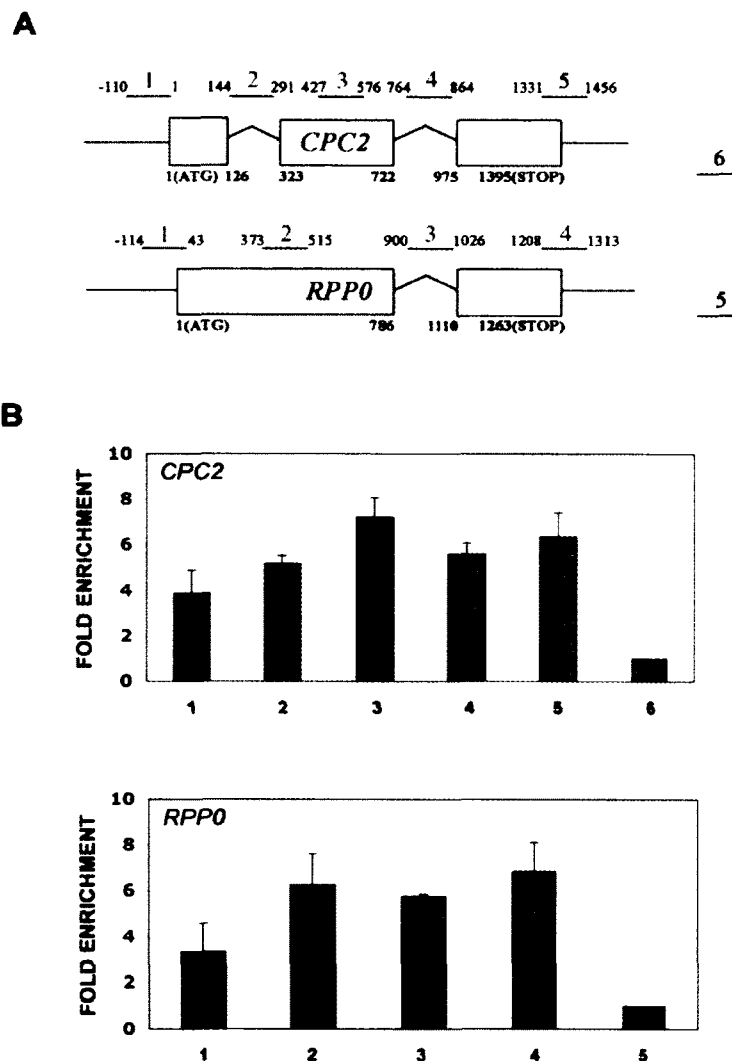 A
-110 1 1 144 2 291 427 3 576 764 4 864 1331 5 1456
CPC2
6
1(ATG) 126 323 722 975 1395(STOP)
-114 1 43 373 2 515 900 3 1026 1208 4 1313
RPP0
5
1(ATG) 786 1110 1263(STOP)
B
10
CPC2
8
6
4
2
0
FOLD ENRICHMENT
1 2 3 4 5 6
10
RPP0
8
6
4
2
0
FOLD ENRICHMENT
1 2 3 4 5